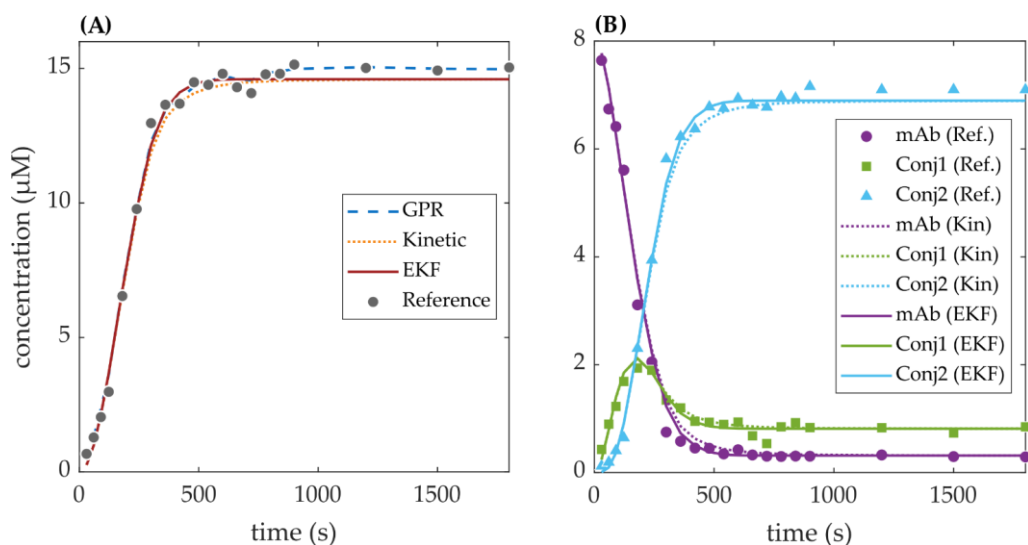 (A)
15
10
5
0
0
500
1000
1500
concentration (μM)
time (s)
GPR
Kinetic
EKF
Reference
(B)
8
6
4
2
0
0
500
1000
1500
time (s)
mAb (Ref.)
Conj1 (Ref.)
Conj2 (Ref.)
mAb (Kin)
Conj1 (Kin)
Conj2 (Kin)
mAb (EKF)
Conj1 (EKF)
Conj2 (EKF)